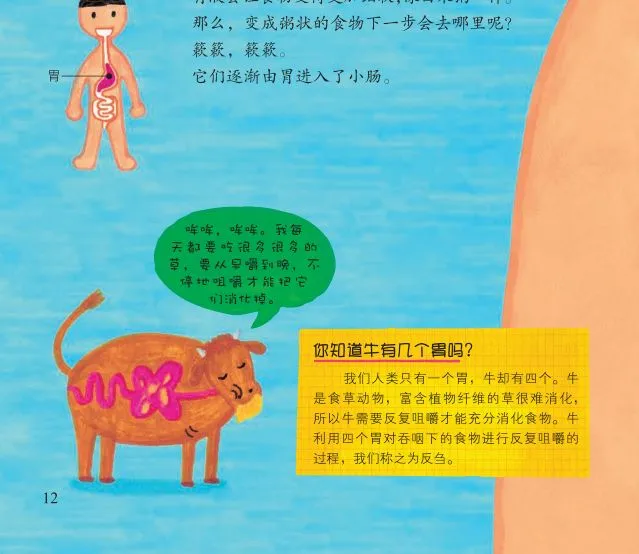 那么，变成粥状的食物下一步会去哪里呢？
簌簌，簌簌。
它们逐渐由胃进入了小肠。
胃
哞哞，哞哞。我每
天都要吃很多很多的
草，要从早嚼到晚，不
停地咀嚼才能把它
们消化掉。
你知道牛有几个胃吗？
我们人类只有一个胃，牛却有四个。牛
是食草动物，富含植物纤维的草很难消化，
所以牛需要反复咀嚼才能充分消化食物。牛
利用四个胃对吞咽下的食物进行反复咀嚼的
过程，我们称之为反刍。
12